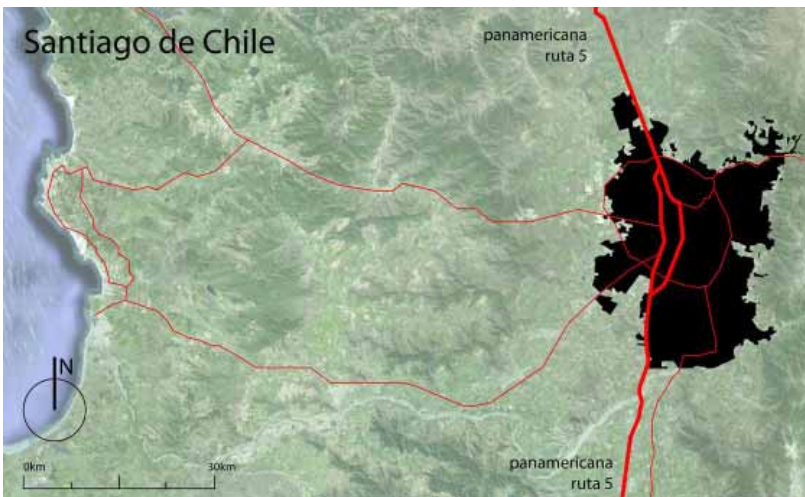 Santiago de Chile
panamericana
ruta 5
N
0km
30km
panamericana
ruta 5